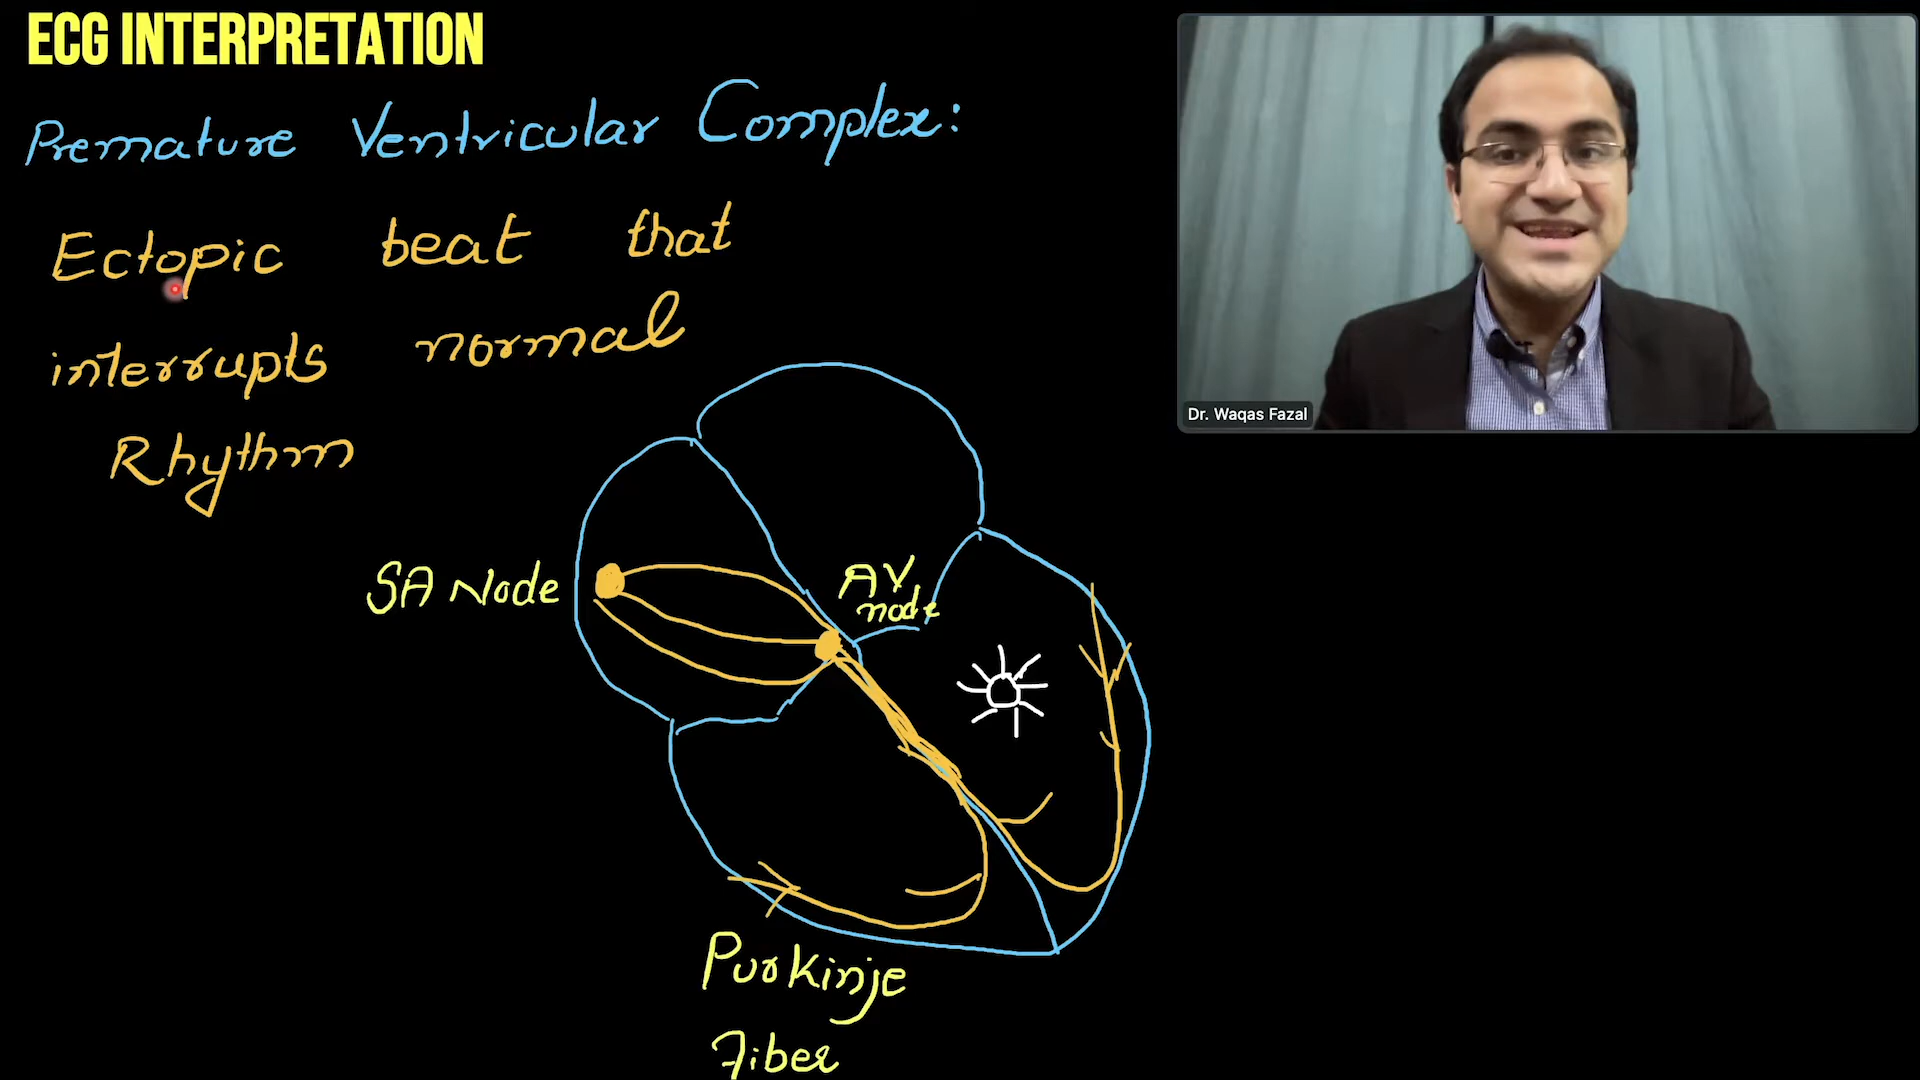 ECG INTERPRETATION
Premature Ventricular Complex:
Ectopic beat that
interrupts normal
Rhythm
SA Node
AV
node
Purkinje
Fiber
Dr. Waqas Fazal